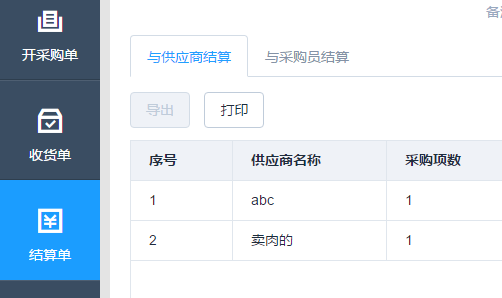 备
开采购单
收货单
结算单
与供应商结算 与采购员结算
导出 打印
序号 供应商名称 采购项数
1 abc 1
2 卖肉的 1